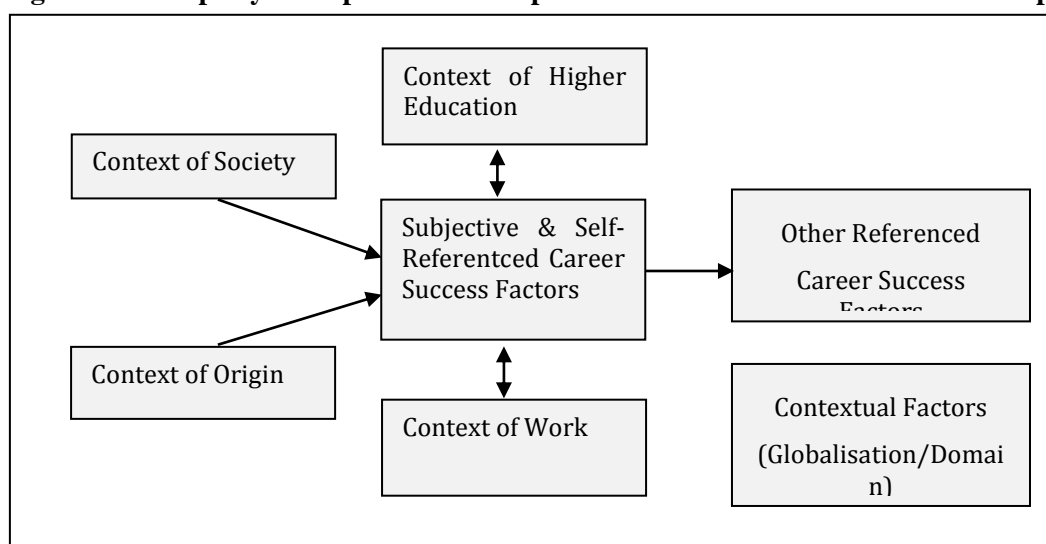 Context of Higher
Education
Context of Society
Subjective & Self-
Referentced Career
Success Factors
Other Referenced
Career Success
Factors
Context of Origin
Context of Work
Contextual Factors
(Globalisation/Domai
n)